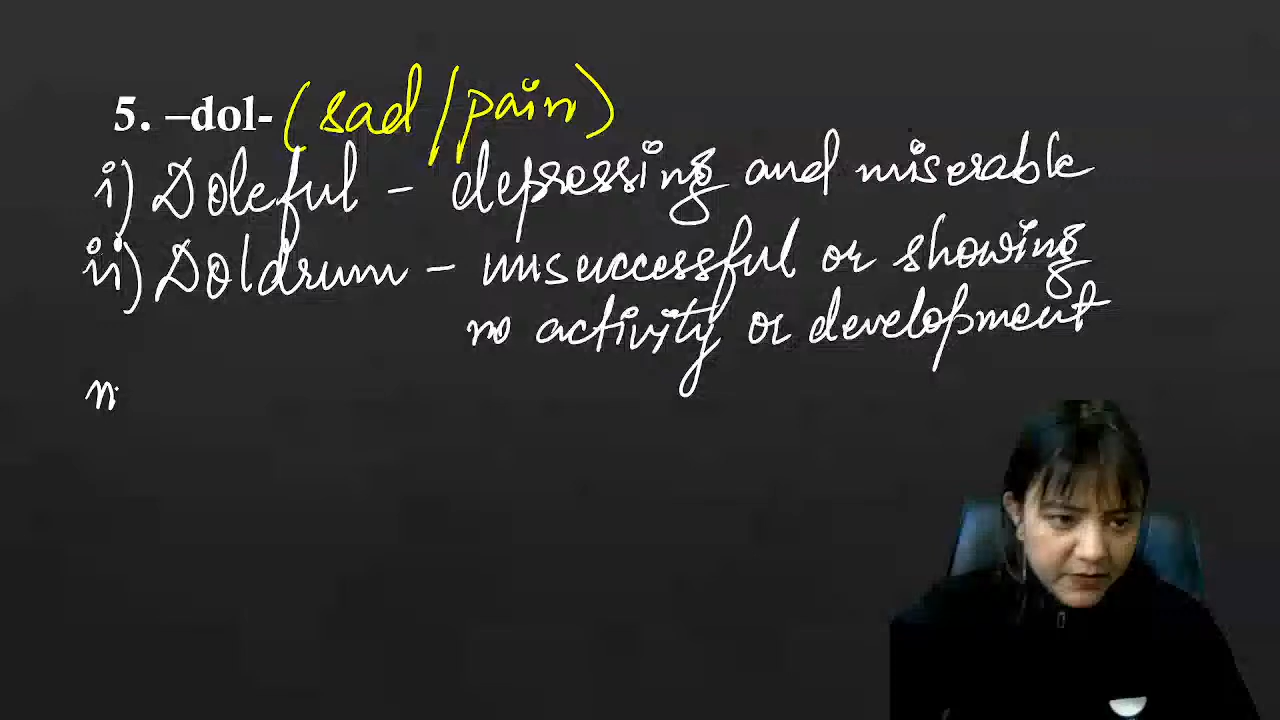 5. –dol- (sad/pain)
i) Doleful - depressing and miserable
ii) Doldrum - unsuccessful or showing
no activity or development